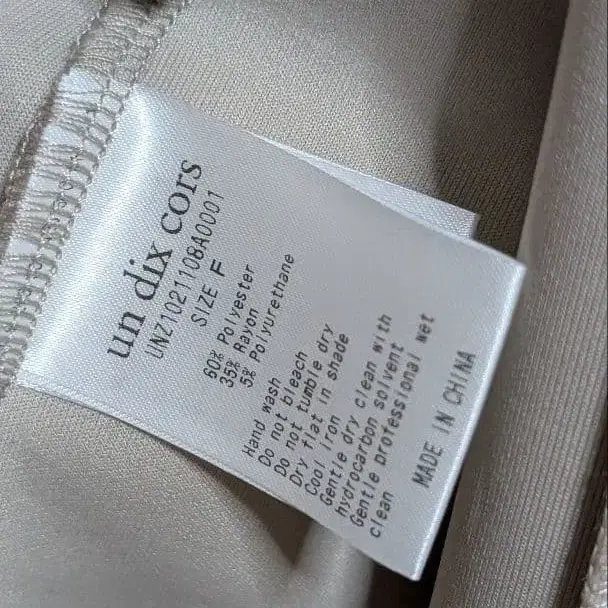 un dix cors
UNZ1021108A0001
SIZE F
60% Polyester
35% Rayon
5% Polyurethane
Hand wash
Do not bleach
Do not tumble dry
Dry flat in shade
Cool iron
Gentle dry clean with
hydrocarbon solvent
Gentle professional wet
clean
MADE IN CHINA